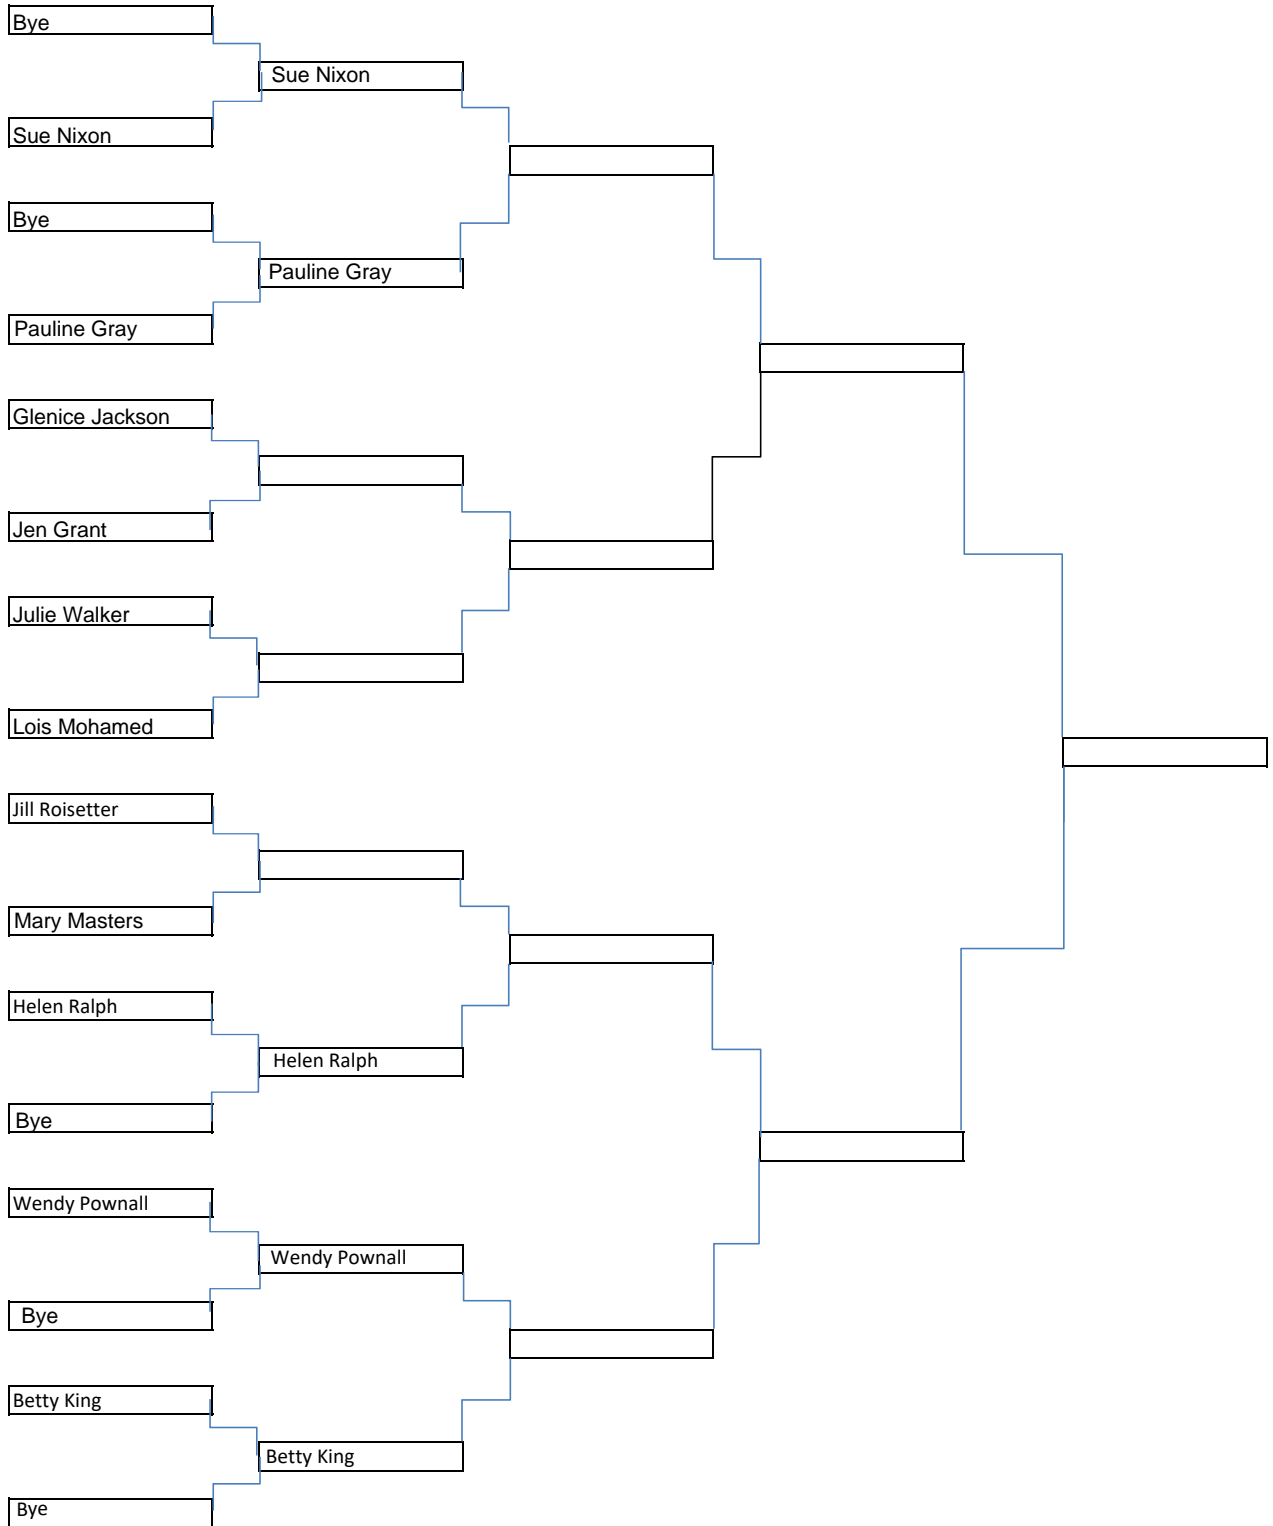 Bye
Sue Nixon
Sue Nixon
Bye
Pauline Gray
Pauline Gray
Glenice Jackson
Jen Grant
Julie Walker
Lois Mohamed
Jill Roisetter
Mary Masters
Helen Ralph
Helen Ralph
Bye
Wendy Pownall
Wendy Pownall
Bye
Betty King
Betty King
Bye